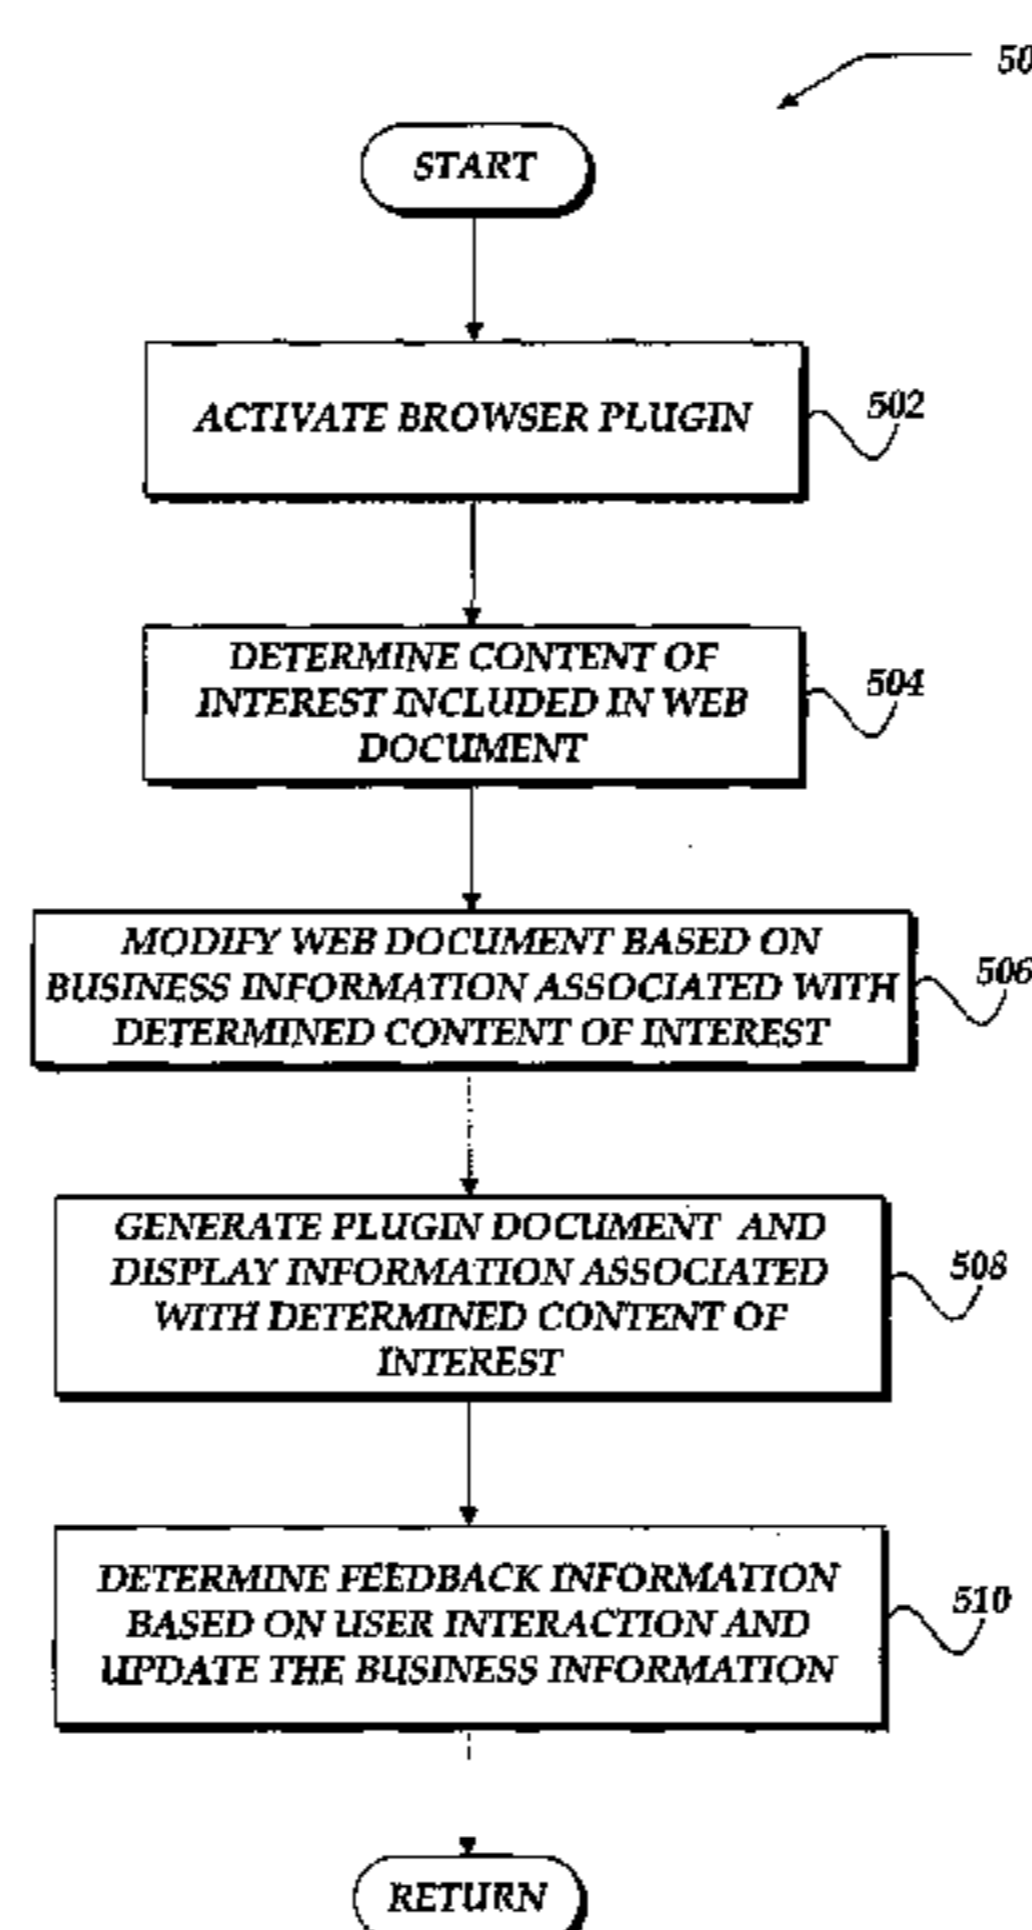 50
START
ACTIVATE BROWSER PLUGIN
502
DETERMINE CONTENT OF
INTEREST INCLUDED IN WEB
DOCUMENT
504
MODIFY WEB DOCUMENT BASED ON
BUSINESS INFORMATION ASSOCIATED WITH
DETERMINED CONTENT OF INTEREST
506
GENERATE PLUGIN DOCUMENT AND
DISPLAY INFORMATION ASSOCIATED
WITH DETERMINED CONTENT OF
INTEREST
508
DETERMINE FEEDBACK INFORMATION
BASED ON USER INTERACTION AND
UPDATE THE BUSINESS INFORMATION
510
RETURN